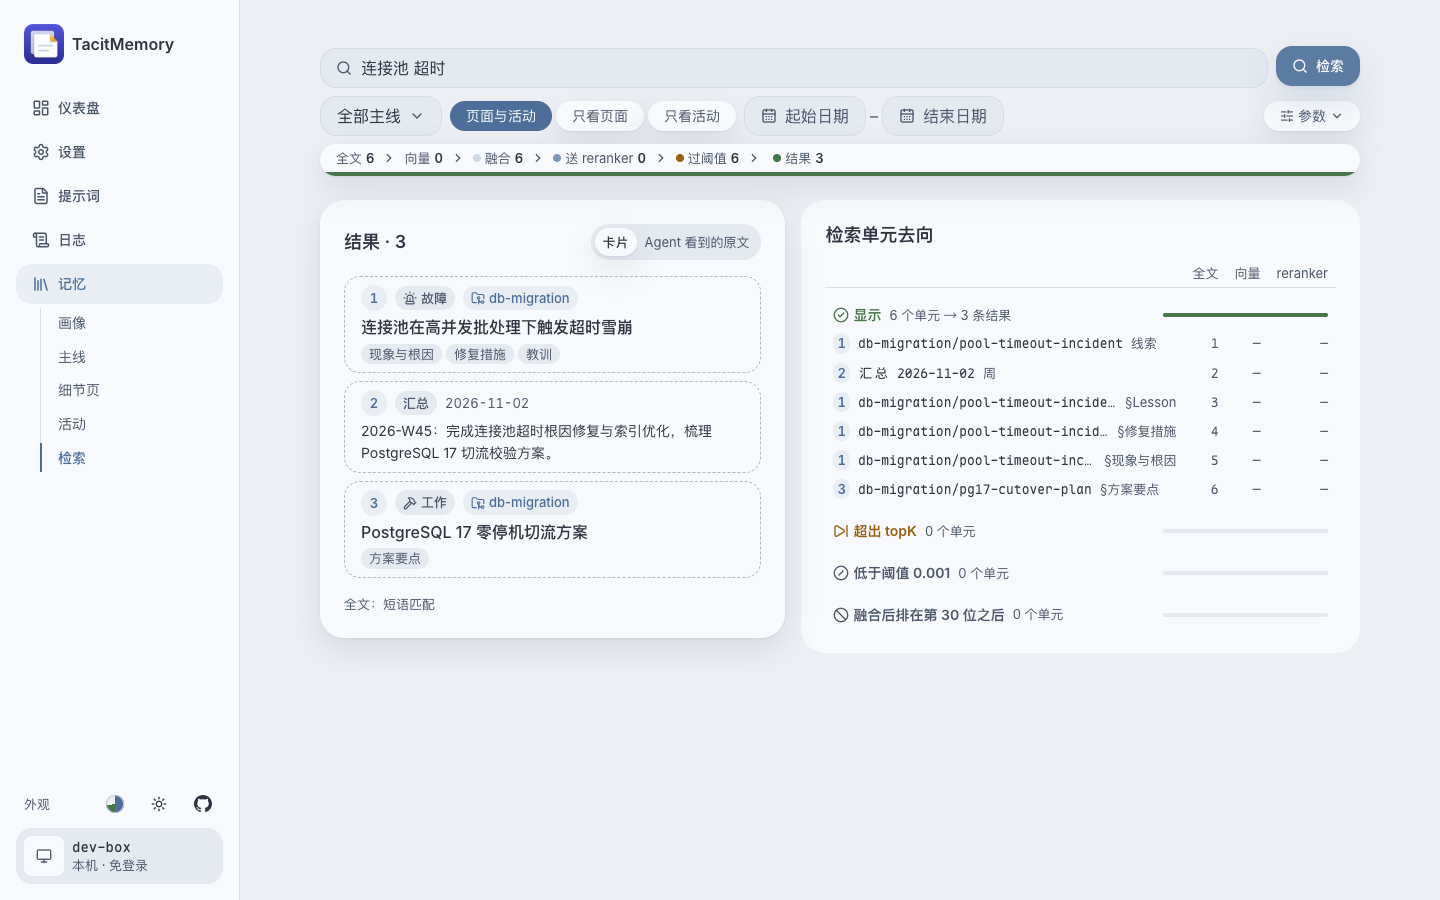 TacitMemory
仪表盘
设置
提示词
日志
记忆
画像
主线
细节页
活动
检索
外观
dev-box
本机 · 免登录
连接池 超时
检索
全部主线
页面与活动
只看页面
只看活动
起始日期
–
结束日期
参数
全文 6 › 向量 0 › 融合 6 › 送 reranker 0 › 过阈值 6 › 结果 3
结果 · 3
卡片
Agent 看到的原文
1 故障 db-migration
连接池在高并发批处理下触发超时雪崩
现象与根因 修复措施 教训
2 汇总 2026-11-02
2026-W45：完成连接池超时根因修复与索引优化，梳理
PostgreSQL 17 切流校验方案。
3 工作 db-migration
PostgreSQL 17 零停机切流方案
方案要点
全文：短语匹配
检索单元去向
全文 向量 reranker
显示 6 个单元 → 3 条结果
1 db-migration/pool-timeout-incident 线索 1 – –
2 汇总 2026-11-02 周 2 – –
1 db-migration/pool-timeout-incide… §Lesson 3 – –
1 db-migration/pool-timeout-incid… §修复措施 4 – –
1 db-migration/pool-timeout-inc… §现象与根因 5 – –
3 db-migration/pg17-cutover-plan §方案要点 6 – –
超出 topK 0 个单元
低于阈值 0.001 0 个单元
融合后排在第 30 位之后 0 个单元